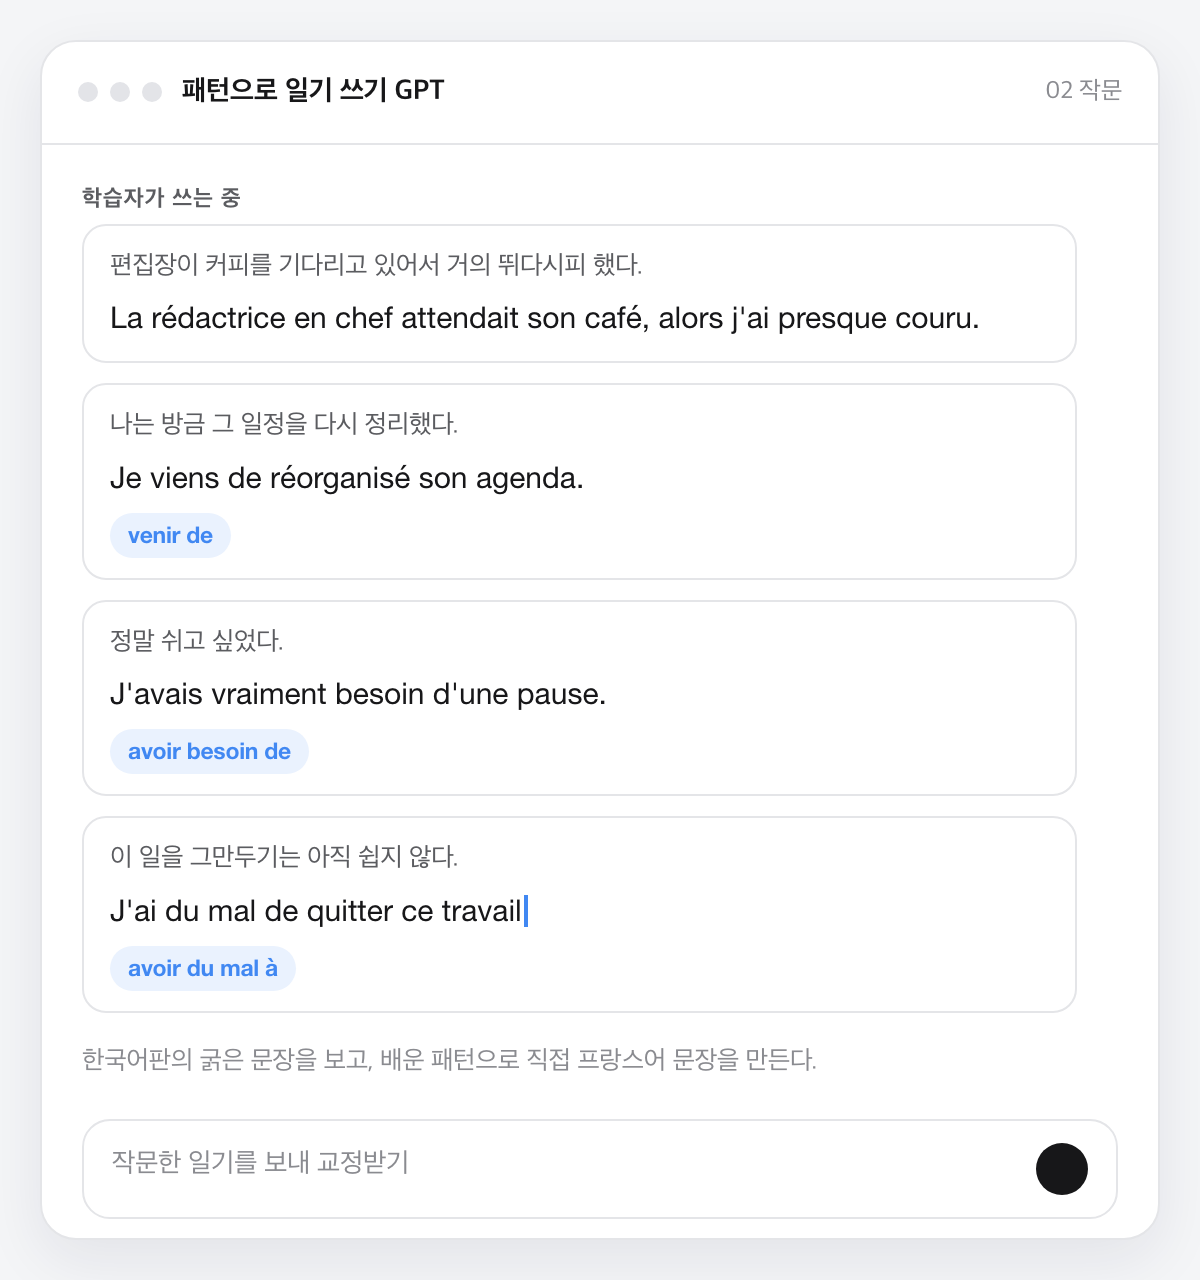 패턴으로 일기 쓰기 GPT
02 작문
학습자가 쓰는 중
편집장이 커피를 기다리고 있어서 거의 뛰다시피 했다.
La rédactrice en chef attendait son café, alors j'ai presque couru.
나는 방금 그 일정을 다시 정리했다.
Je viens de réorganisé son agenda.
venir de
정말 쉬고 싶었다.
J'avais vraiment besoin d'une pause.
avoir besoin de
이 일을 그만두기는 아직 쉽지 않다.
J'ai du mal de quitter ce travail
avoir du mal à
한국어판의 굵은 문장을 보고, 배운 패턴으로 직접 프랑스어 문장을 만든다.
작문한 일기를 보내 교정받기